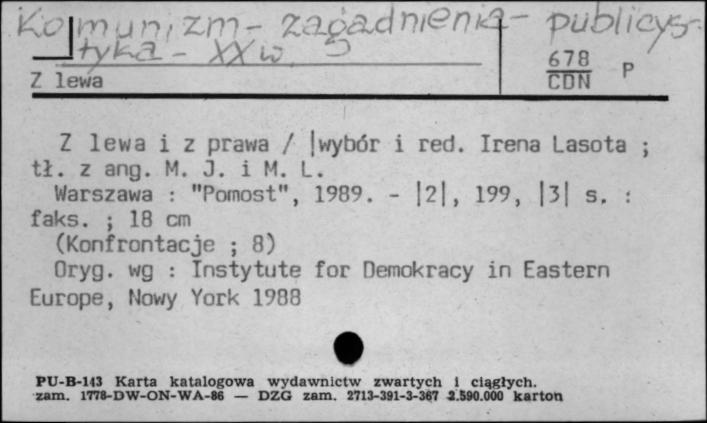 Komunizm - zagadnienia - publicys-
tyka - XX w.
Z lewa
678
CDN
P
Z lewa i z prawa / |wybór i red. Irena Lasota ;
tł. z ang. M. J. i M. L.
Warszawa : "Pomost", 1989. - |2|, 199, |3| s. :
faks. ; 18 cm
(Konfrontacje ; 8)
Oryg. wg : Instytute for Demokracy in Eastern
Europe, Nowy York 1988
PU-B-143 Karta katalogowa wydawnictw zwartych i ciągłych.
zam. 1778-DW-ON-WA-86 — DZG zam. 2713-391-3-367 2.590.000 karton